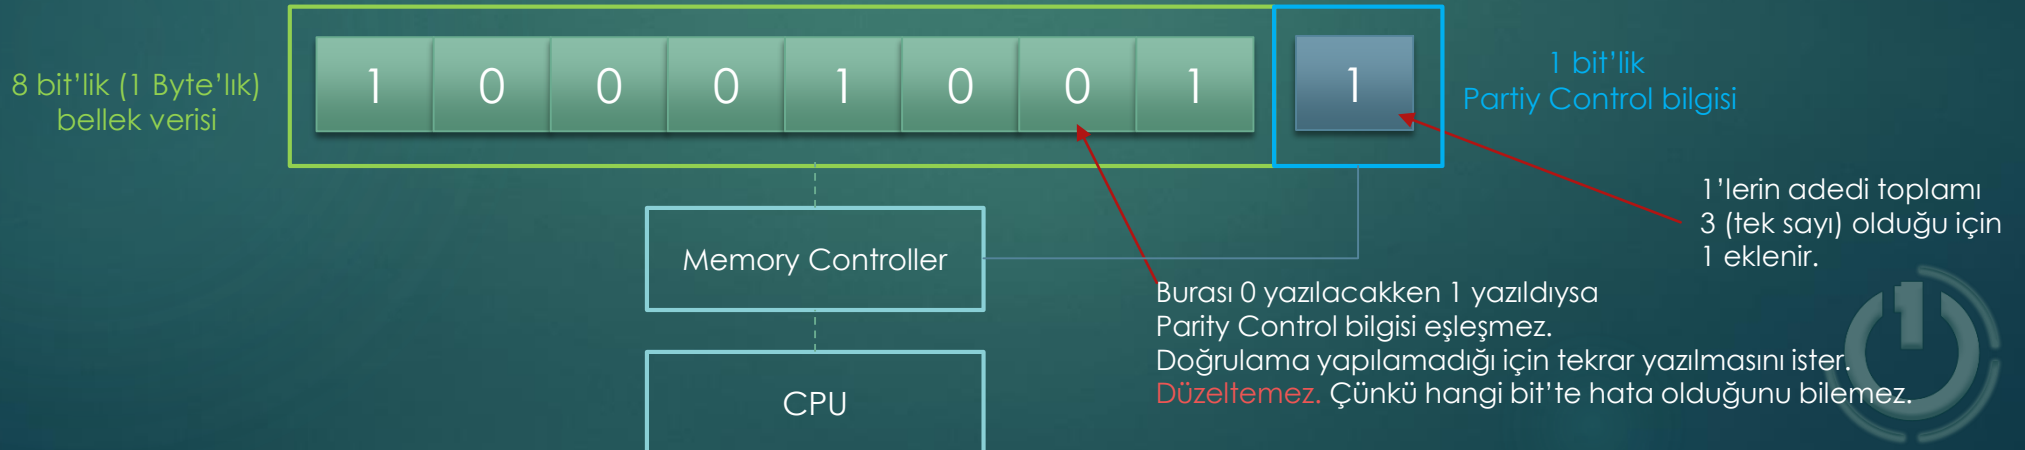 8 bit’lik (1 Byte’lık)
bellek verisi
1 0 0 0 1 0 0 1
1
1 bit’lik
Partiy Control bilgisi
1’lerin adedi toplamı
3 (tek sayı) olduğu için
1 eklenir.
Memory Controller
Burası 0 yazılacakken 1 yazıldıysa
Parity Control bilgisi eşleşmez.
Doğrulama yapılamadığı için tekrar yazılmasını ister.
Düzeltemez. Çünkü hangi bit’te hata olduğunu bilemez.
CPU